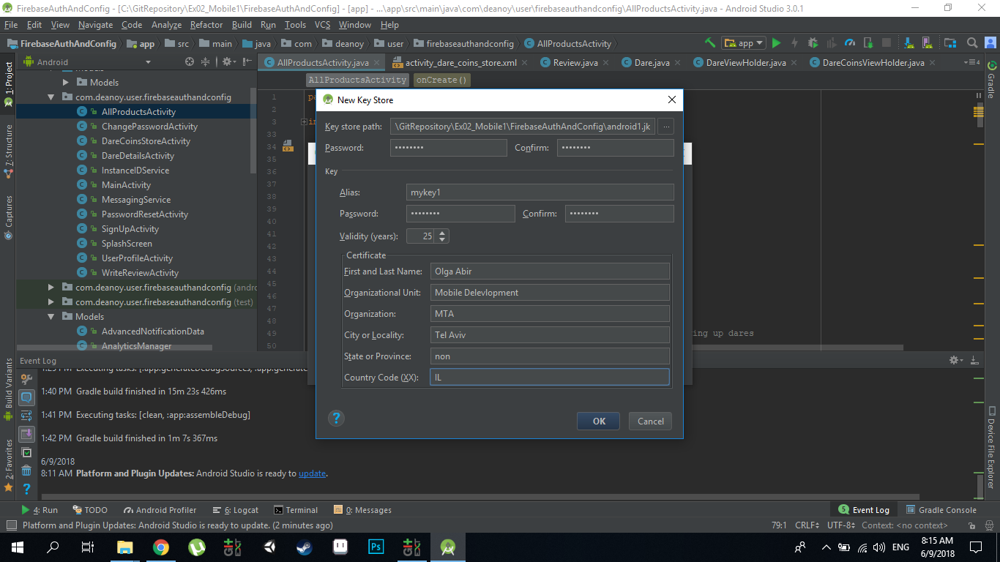 FirebaseAuthAndConfig - [C:\GitRepository\Ex02_Mobile1\FirebaseAuthAndConfig] - [app] - ...\app\src\main\java\com\deanoy\user\firebaseauthandconfig\AllProductsActivity.java - Android Studio 3.0.1
File Edit View Navigate Code Analyze Refactor Build Run Tools VCS Window Help
FirebaseAuthAndConfig app src main java com deanoy user firebaseauthandconfig AllProductsActivity app
Android
AllProductsActivity.java activity_dare_coins_store.xml Review.java Dare.java DareViewHolder.java DareCoinsViewHolder.java
AllProductsActivity onCreate()
1: Project
7: Structure
Captures
Build Variants
2: Favorites
Models
com.deanoy.user.firebaseauthandconfig
AllProductsActivity
ChangePasswordActivity
DareCoinsStoreActivity
DareDetailsActivity
InstanceIDService
MainActivity
MessagingService
PasswordResetActivity
SignUpActivity
SplashScreen
UserProfileActivity
WriteReviewActivity
com.deanoy.user.firebaseauthandconfig (andro
com.deanoy.user.firebaseauthandconfig (test)
Models
AdvancedNotificationData
AnalyticsManager
1
2
3
33
34
35
36
37
38
39
40
41
42
43
44
45
46
47
48
49
50
ing up dares
New Key Store
Key store path: \GitRepository\Ex02_Mobile1\FirebaseAuthAndConfig\android1.jk ...
Password: •••••••• Confirm: ••••••••
Key
Alias: mykey1
Password: •••••••• Confirm: ••••••••
Validity (years): 25
Certificate
First and Last Name: Olga Abir
Organizational Unit: Mobile Delevlopment
Organization: MTA
City or Locality: Tel Aviv
State or Province: non
Country Code (XX): IL
? OK Cancel
Gradle
Device File Explorer
Event Log
1:40 PM Gradle build finished in 15m 23s 426ms
1:41 PM Executing tasks: [clean, :app:assembleDebug]
1:42 PM Gradle build finished in 1m 7s 367ms
6/9/2018
8:11 AM Platform and Plugin Updates: Android Studio is ready to update.
4: Run TODO Android Profiler 6: Logcat Terminal 0: Messages 5 Event Log Gradle Console
Platform and Plugin Updates: Android Studio is ready to update. (2 minutes ago) 79:1 CRLF UTF-8 Context: <no context>
Ps ENG 8:15 AM
6/9/2018